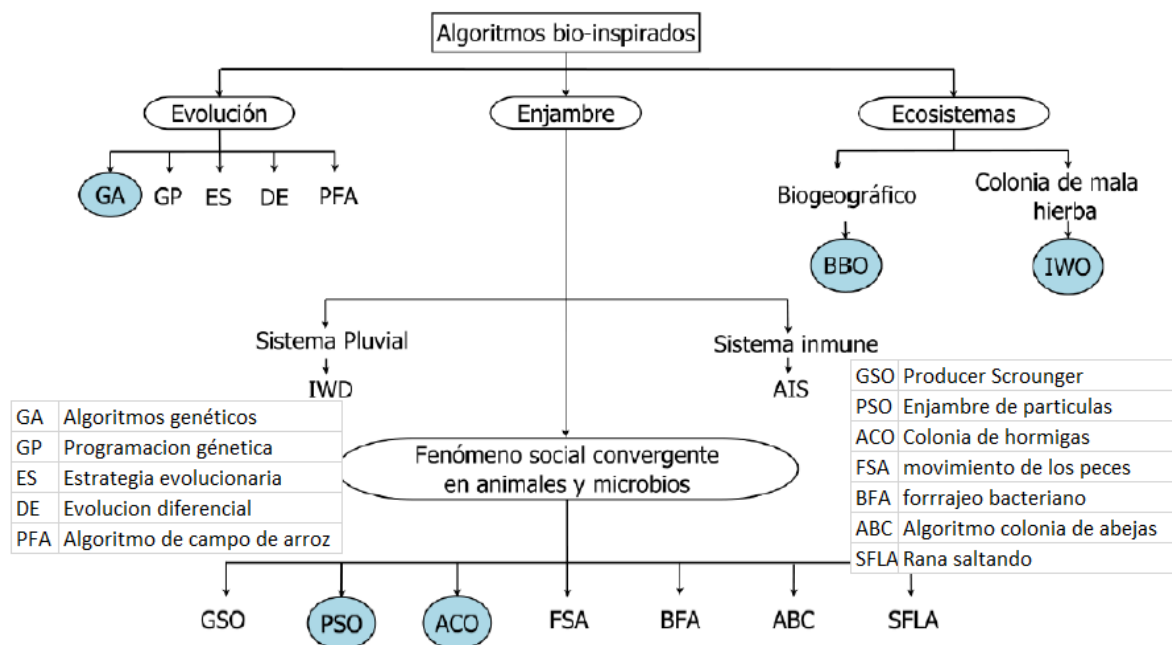 Algoritmos bio-inspirados
Evolución
Enjambre
Ecosistemas
GA
GP
ES
DE
PFA
Biogeográfico
Colonia de mala
hierba
BBO
IWO
Sistema Pluvial
Sistema inmune
IWD
AIS
GA Algoritmos genéticos
GP Programacion génetica
ES Estrategia evolucionaria
DE Evolucion diferencial
PFA Algoritmo de campo de arroz
GSO Producer Scrounger
PSO Enjambre de particulas
ACO Colonia de hormigas
FSA movimiento de los peces
BFA forrrajeo bacteriano
ABC Algoritmo colonia de abejas
SFLA Rana saltando
Fenómeno social convergente
en animales y microbios
GSO
PSO
ACO
FSA
BFA
ABC
SFLA